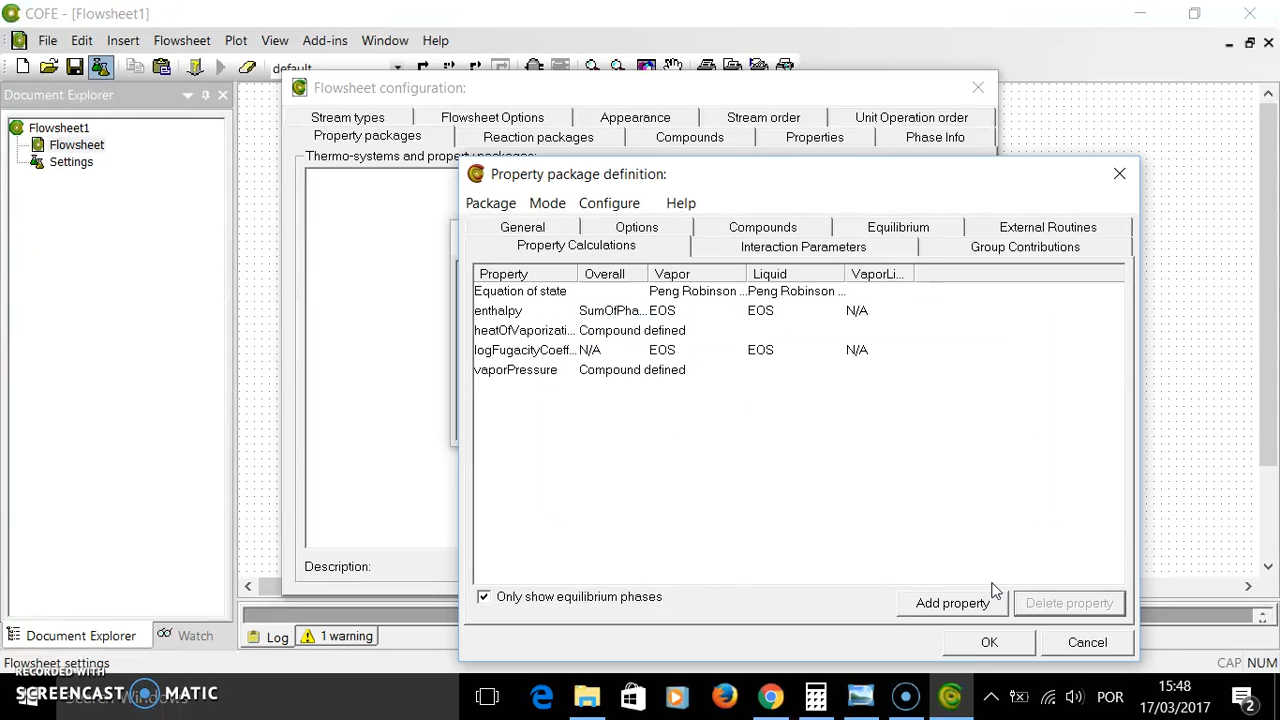 COFE - [Flowsheet1]
File Edit Insert Flowsheet Plot View Add-ins Window Help
default
Document Explorer
Flowsheet1
Flowsheet
Settings
Flowsheet configuration:
Stream types Flowsheet Options Appearance Stream order Unit Operation order
Property packages Reaction packages Compounds Properties Phase Info
Thermo-systems and property packages:
Description:
Property package definition:
Package Mode Configure Help
General Options Compounds Equilibrium External Routines
Property Calculations Interaction Parameters Group Contributions
Property Overall Vapor Liquid VaporLi...
Equation of state Peng Robinson ... Peng Robinson ...
enthalpy SumOfPha... EOS EOS N/A
heatOfVaporizati... Compound defined
logFugacityCoeff... N/A EOS EOS N/A
vaporPressure Compound defined
Only show equilibrium phases
Add property Delete property
OK Cancel
Document Explorer Watch
Log 1 warning
Flowsheet settings
CAP NUM
RECORDED WITH
SCREENCAST MATIC
Search Windows
POR
15:48
17/03/2017
2